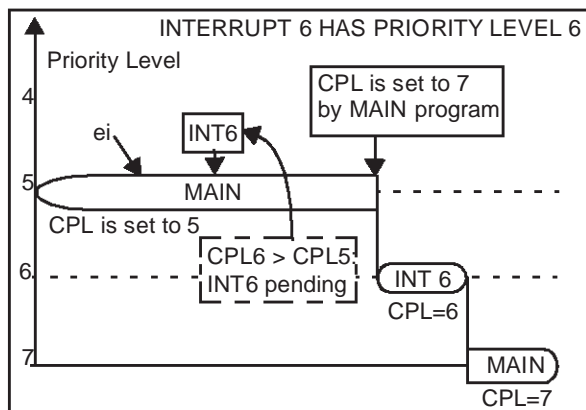 INTERRUPT 6 HAS PRIORITY LEVEL 6
Priority Level
CPL is set to 7
by MAIN program
4
ei
INT6
5
MAIN
CPL is set to 5
CPL6 > CPL5:
INT6 pending
6
INT 6
CPL=6
7
MAIN
CPL=7